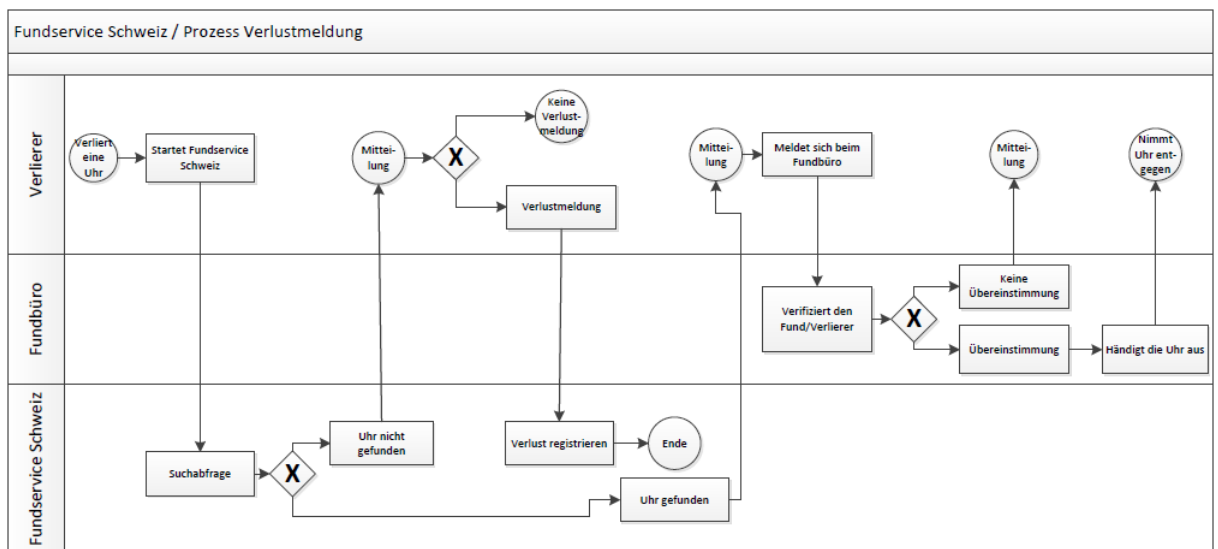 Fundservice Schweiz / Prozess Verlustmeldung
Verlierer
Verliert
eine
Uhr
Startet Fundservice
Schweiz
Mittei-
lung
X
Keine
Verlust-
meldung
Verlustmeldung
Mittei-
lung
Meldet sich beim
Fundbüro
Mittei-
lung
Nimmt
Uhr ent-
gegen
Fundbüro
Verifiziert den
Fund/Verlierer
X
Keine
Übereinstimmung
Übereinstimmung
Händigt die Uhr aus
Fundservice Schweiz
Suchabfrage
X
Uhr nicht
gefunden
Verlust registrieren
Ende
Uhr gefunden